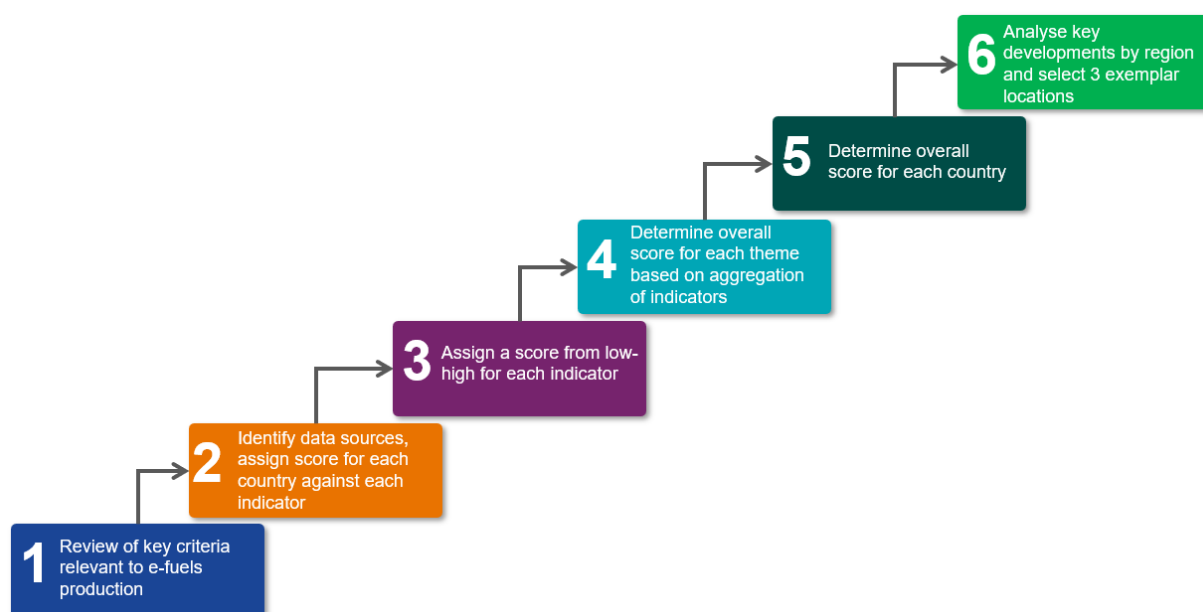 6
Analyse key
developments by region
and select 3 exemplar
locations
5
Determine overall
score for each country
4
Determine overall
score for each theme
based on aggregation
of indicators
3
Assign a score from low-
high for each indicator
2
Identify data sources,
assign score for each
country against each
indicator
1
Review of key criteria
relevant to e-fuels
production